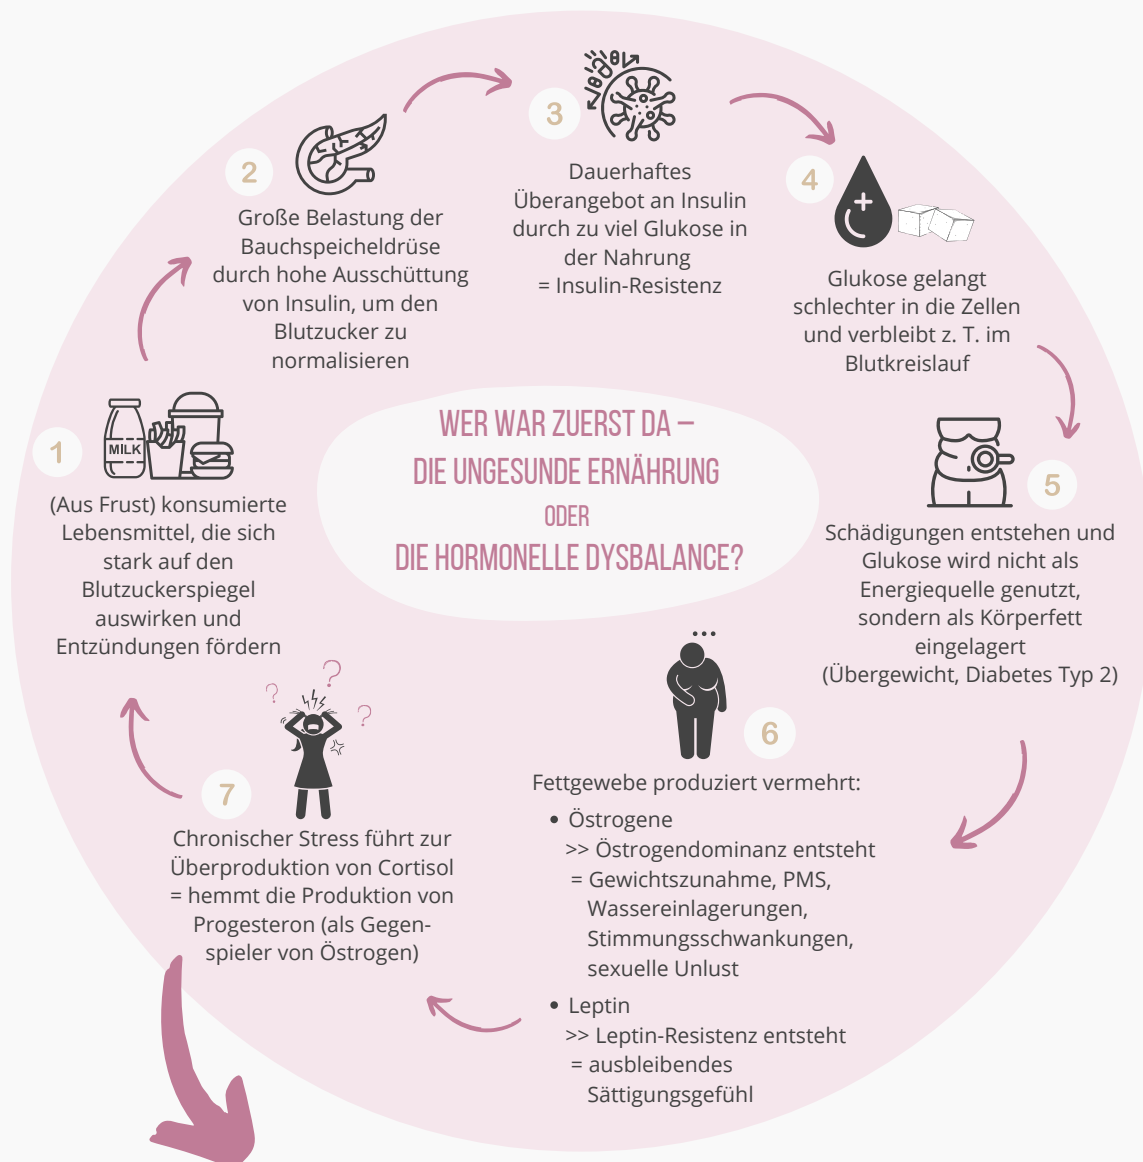 WER WAR ZUERST DA –
DIE UNGESUNDE ERNÄHRUNG
ODER
DIE HORMONELLE DYSBALANCE?
1
MILK
(Aus Frust) konsumierte
Lebensmittel, die sich
stark auf den
Blutzuckerspiegel
auswirken und
Entzündungen fördern
2
Große Belastung der
Bauchspeicheldrüse
durch hohe Ausschüttung
von Insulin, um den
Blutzucker zu
normalisieren
3
Dauerhaftes
Überangebot an Insulin
durch zu viel Glukose in
der Nahrung
= Insulin-Resistenz
4
Glukose gelangt
schlechter in die Zellen
und verbleibt z. T. im
Blutkreislauf
5
Schädigungen entstehen und
Glukose wird nicht als
Energiequelle genutzt,
sondern als Körperfett
eingelagert
(Übergewicht, Diabetes Typ 2)
6
Fettgewebe produziert vermehrt:
• Östrogene
>> Östrogendominanz entsteht
= Gewichtszunahme, PMS,
Wassereinlagerungen,
Stimmungsschwankungen,
sexuelle Unlust
• Leptin
>> Leptin-Resistenz entsteht
= ausbleibendes
Sättigungsgefühl
? ? ?
7
Chronischer Stress führt zur
Überproduktion von Cortisol
= hemmt die Produktion von
Progesteron (als Gegen-
spieler von Östrogen)